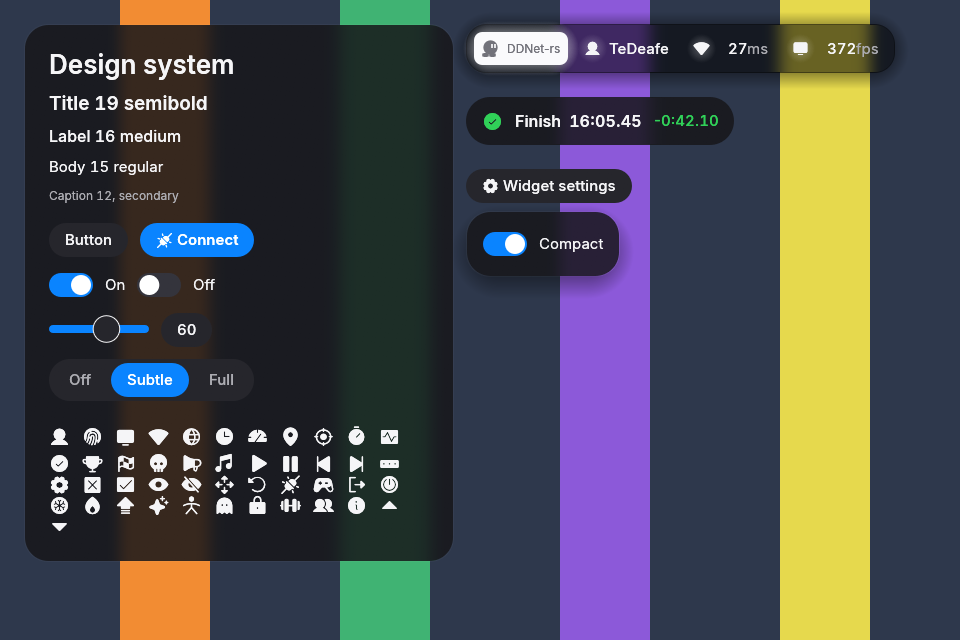 Design system
Title 19 semibold
Label 16 medium
Body 15 regular
Caption 12, secondary
Button
Connect
On
Off
60
Off
Subtle
Full
DDNet-rs
TeDeafe
27ms
372fps
Finish 16:05.45 -0:42.10
Widget settings
Compact